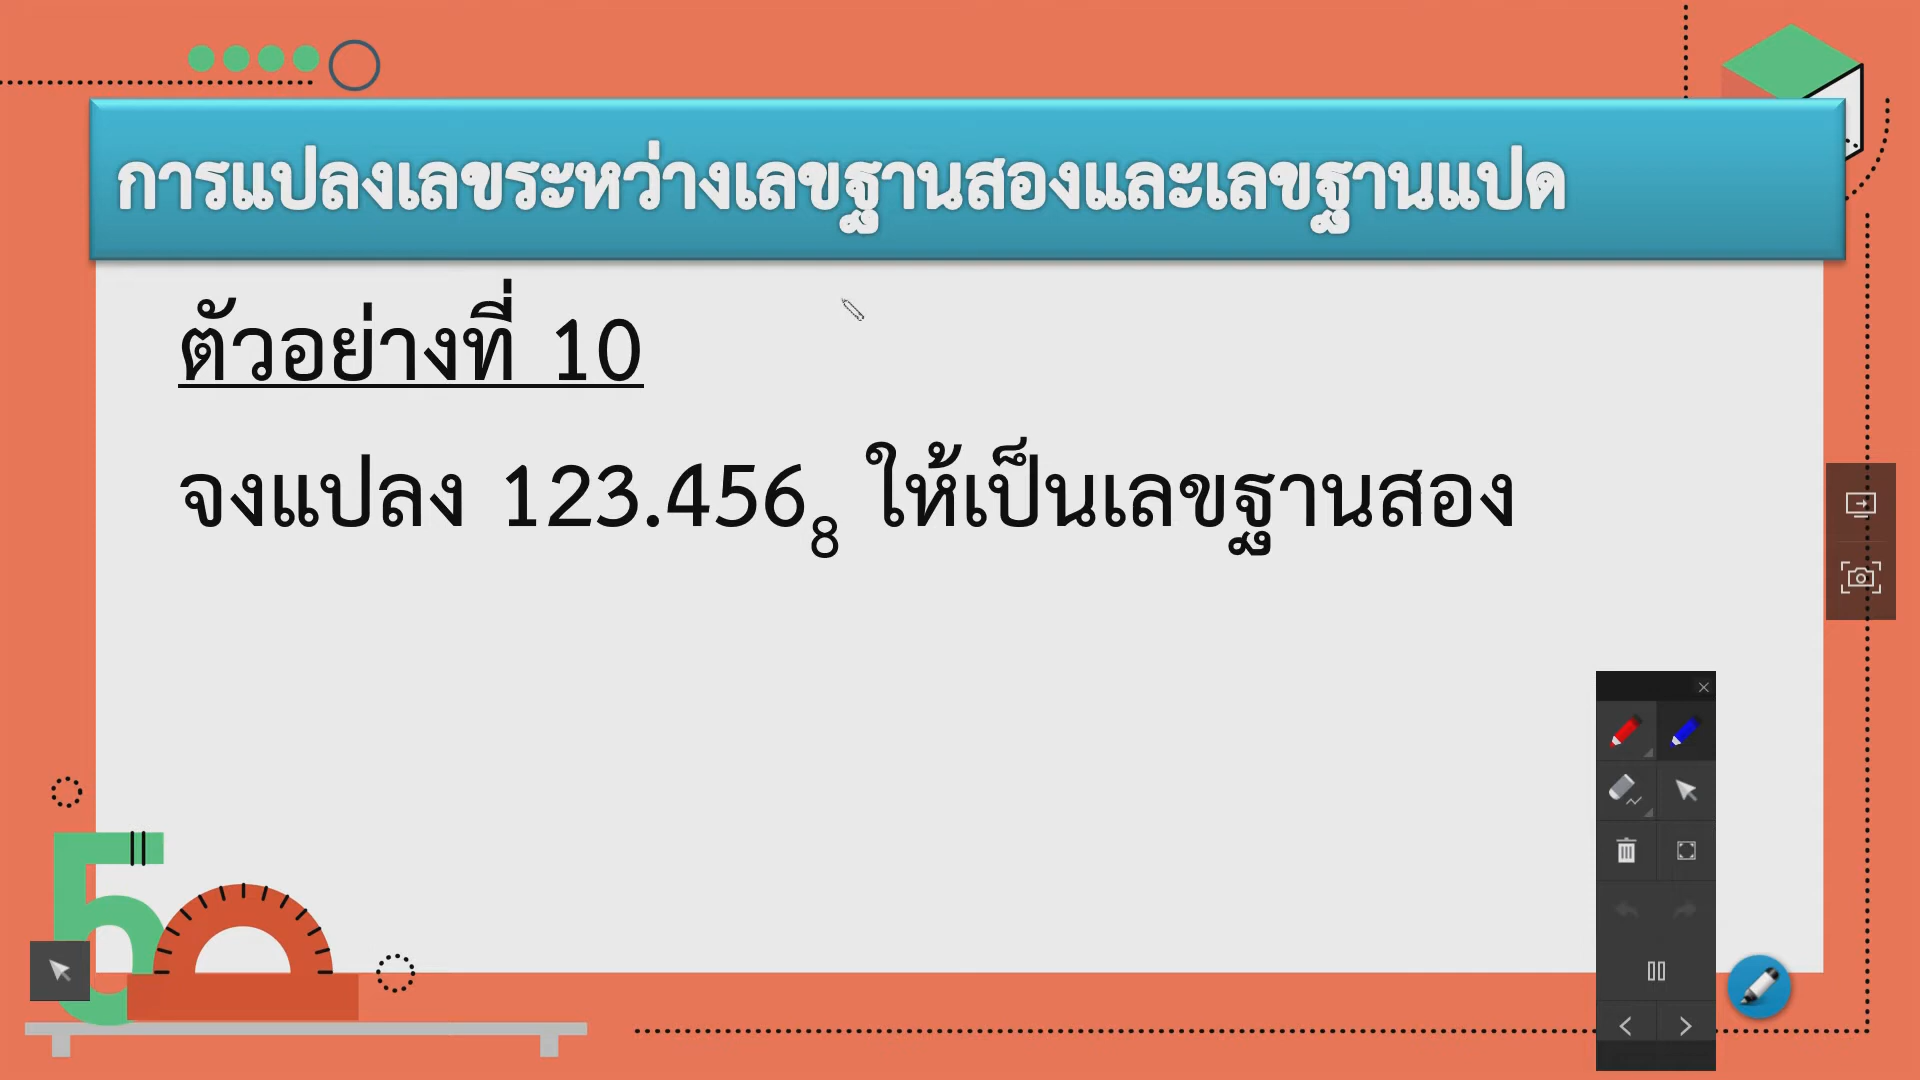 การแปลงเลขระหว่างเลขฐานสองและเลขฐานแปด
ตัวอย่างที่ 10
จงแปลง 123.456₈ ให้เป็นเลขฐานสอง
5